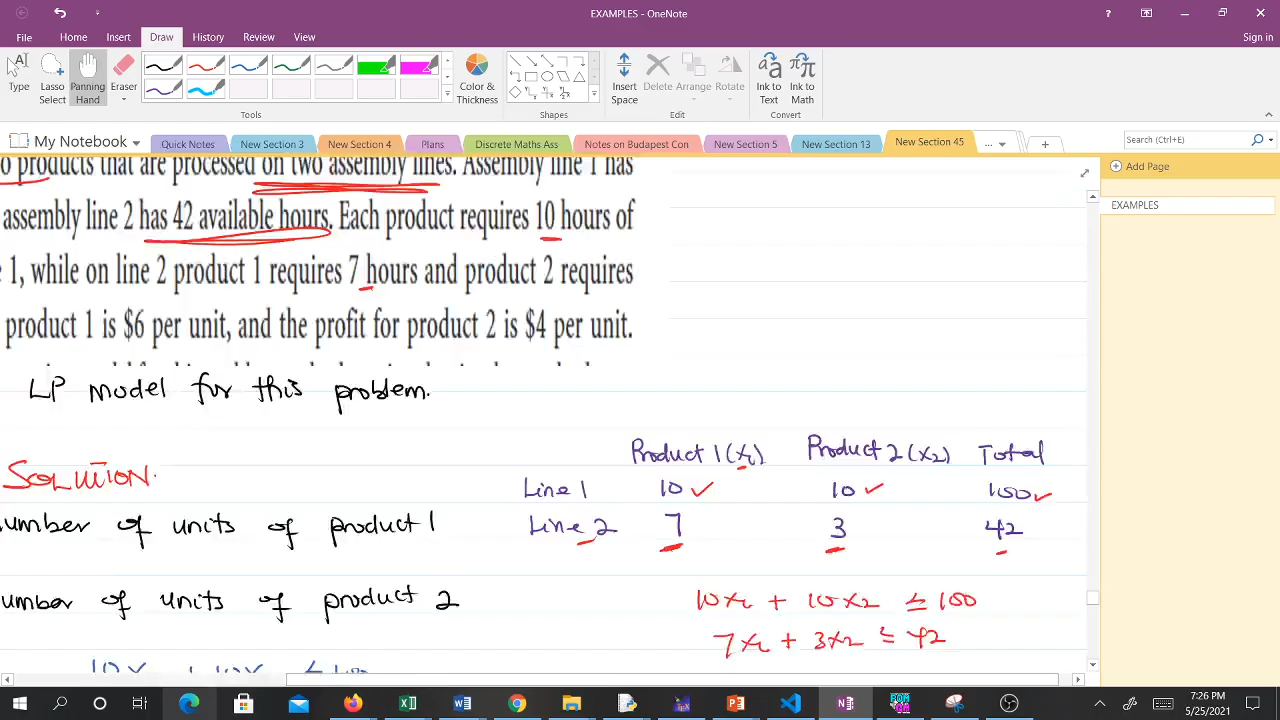 EXAMPLES - OneNote
File Home Insert Draw History Review View
Sign in
Type Lasso Select Panning Hand Eraser
Color & Thickness
Insert Space Delete Arrange Rotate
Ink to Text Ink to Math
Tools Shapes Edit Convert
My Notebook Quick Notes New Section 3 New Section 4 Plans Discrete Maths Ass Notes on Budapest Con New Section 5 New Section 13 New Section 45 ...
Search (Ctrl+E)
Add Page
EXAMPLES
o products that are processed on two assembly lines. Assembly line 1 has
assembly line 2 has 42 available hours. Each product requires 10 hours of
1, while on line 2 product 1 requires 7 hours and product 2 requires
product 1 is $6 per unit, and the profit for product 2 is $4 per unit.
LP model for this problem.
SOLUTION.
Product 1 (x1) Product 2 (x2) Total
Line 1 10 ✓ 10 ✓ 100 ✓
Line 2 7 3 42
number of units of product 1
umber of units of product 2
10x1 + 10x2 ≤ 100
7x1 + 3x2 ≤ 42
7:26 PM
5/25/2021